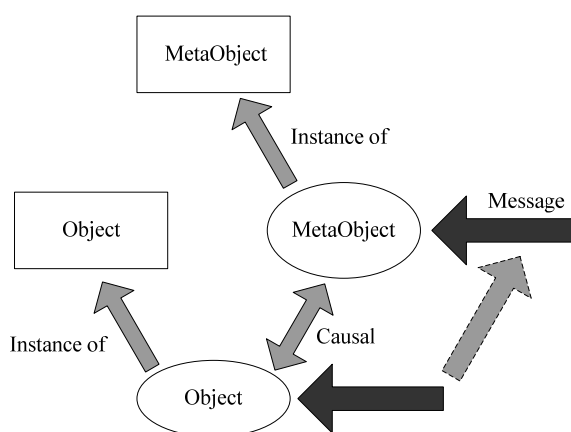 MetaObject
Instance of
Message
Object
MetaObject
Instance of
Causal
Object